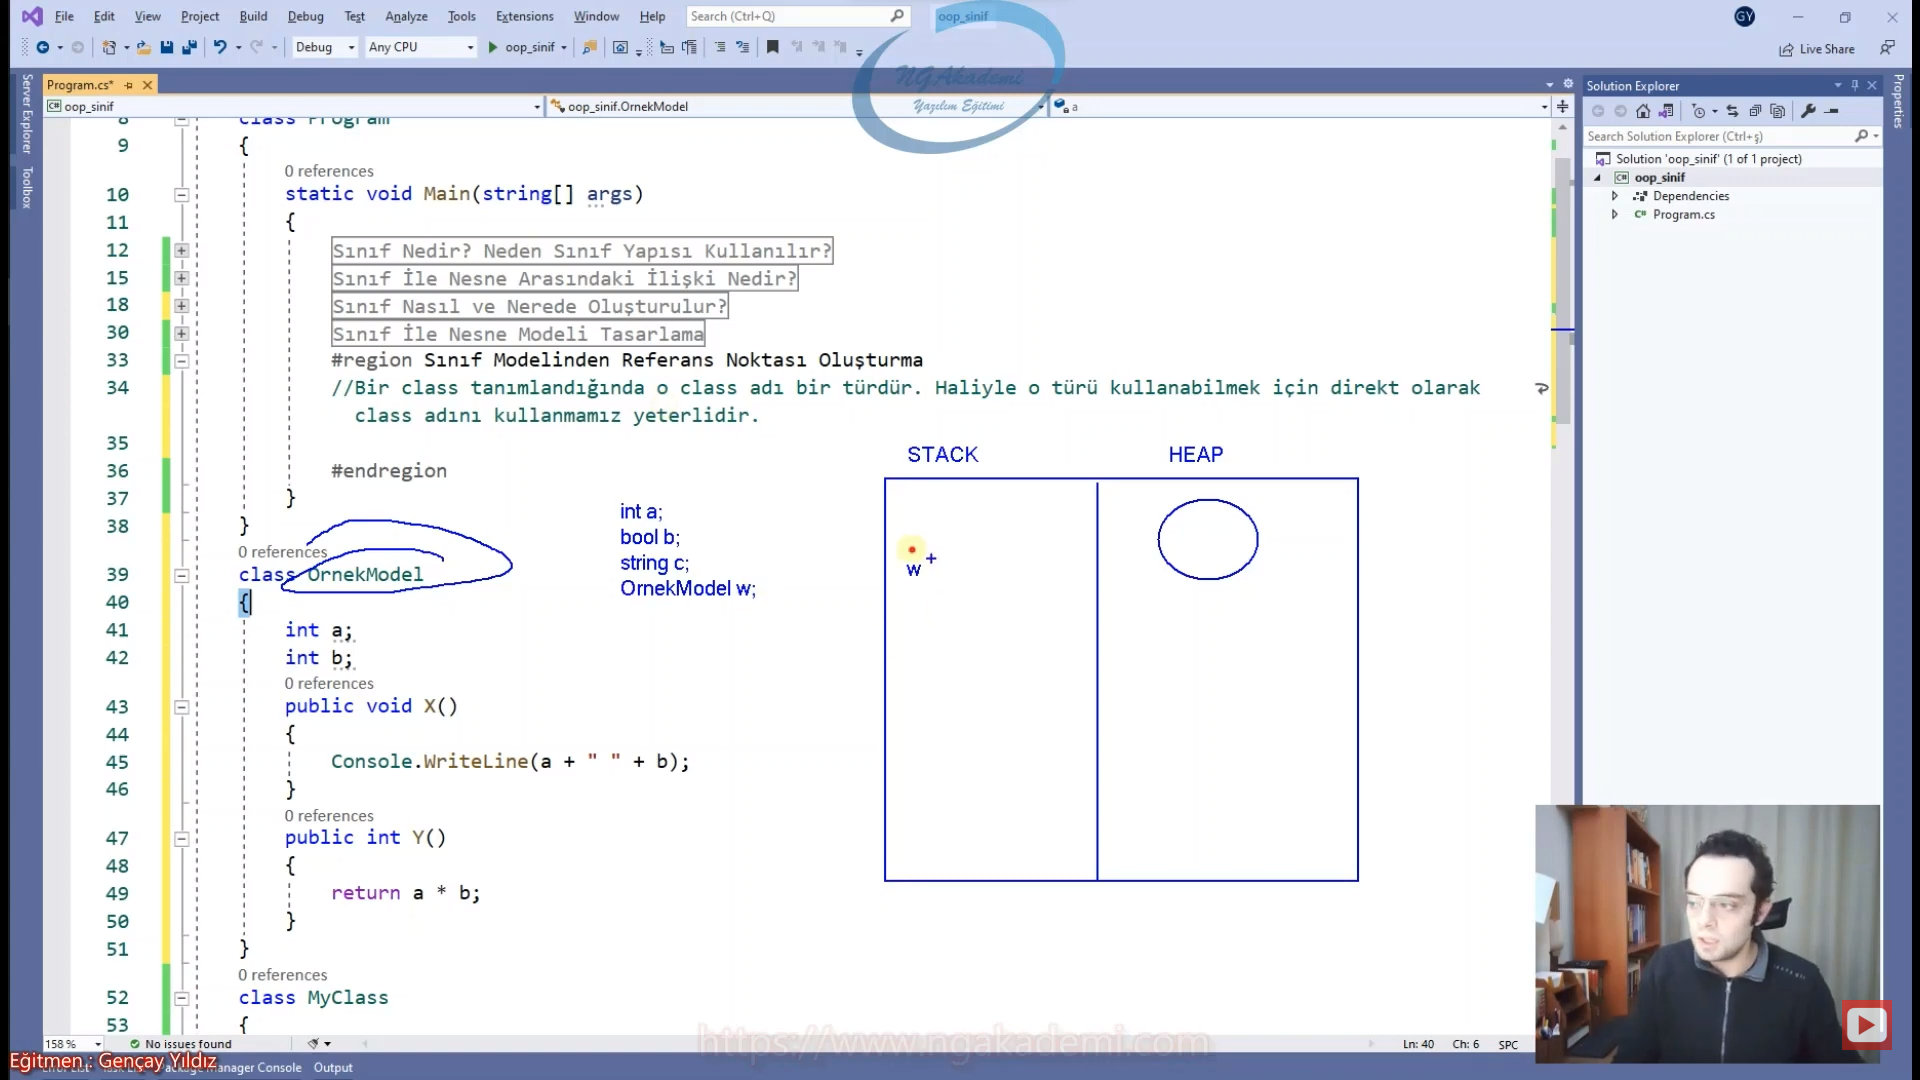 File Edit View Project Build Debug Test Analyze Tools Extensions Window Help Search (Ctrl+Q) oop_sinif GY
Debug Any CPU oop_sinif Live Share
Server Explorer
Toolbox
Program.cs*
oop_sinif oop_sinif.OrnekModel a
NGAkademi
Yazılım Eğitimi
8 class Program
9 {
0 references
10 static void Main(string[] args)
11 {
12 Sınıf Nedir? Neden Sınıf Yapısı Kullanılır?
15 Sınıf İle Nesne Arasındaki İlişki Nedir?
18 Sınıf Nasıl ve Nerede Oluşturulur?
30 Sınıf İle Nesne Modeli Tasarlama
33 #region Sınıf Modelinden Referans Noktası Oluşturma
34 //Bir class tanımlandığında o class adı bir türdür. Haliyle o türü kullanabilmek için direkt olarak
class adını kullanmamız yeterlidir.
35
36 #endregion
37 }
38 }
0 references
39 class OrnekModel
40 {
41 int a;
42 int b;
0 references
43 public void X()
44 {
45 Console.WriteLine(a + " " + b);
46 }
0 references
47 public int Y()
48 {
49 return a * b;
50 }
51 }
0 references
52 class MyClass
53 {
int a;
bool b;
string c;
OrnekModel w;
STACK HEAP
w
Solution Explorer
Search Solution Explorer (Ctrl+ş)
Solution 'oop_sinif' (1 of 1 project)
oop_sinif
Dependencies
Program.cs
Properties
158 % No issues found Ln: 40 Ch: 6 SPC
https://www.ngakademi.com
Eğitmen : Gençay Yıldız
Package Manager Console Output